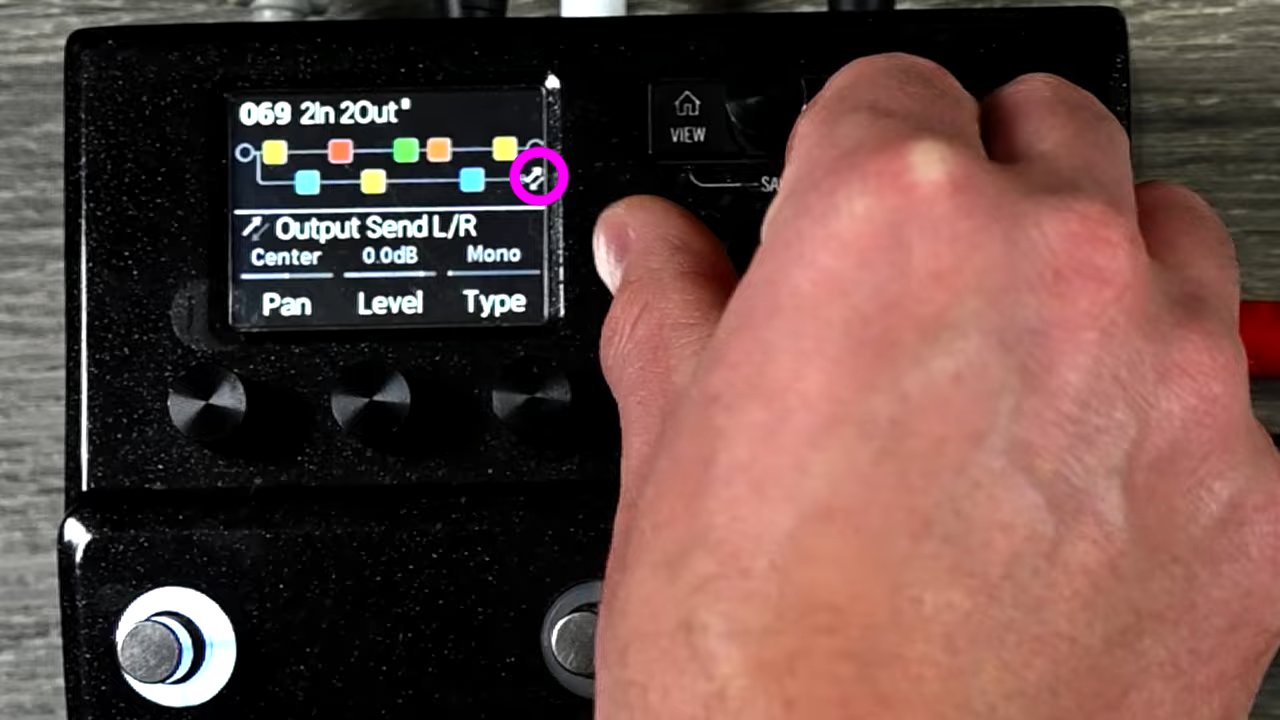 069 2In 2Out
VIEW
Output Send L/R
Center 0.0dB Mono
Pan Level Type